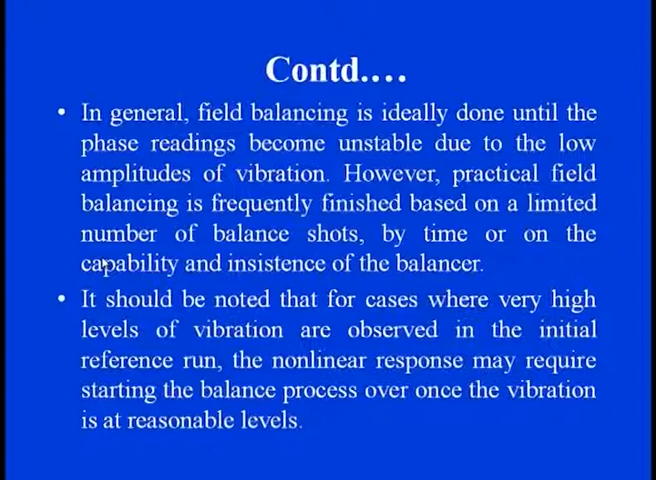 Contd.…
• In general, field balancing is ideally done until the
phase readings become unstable due to the low
amplitudes of vibration. However, practical field
balancing is frequently finished based on a limited
number of balance shots, by time or on the
capability and insistence of the balancer.
• It should be noted that for cases where very high
levels of vibration are observed in the initial
reference run, the nonlinear response may require
starting the balance process over once the vibration
is at reasonable levels.